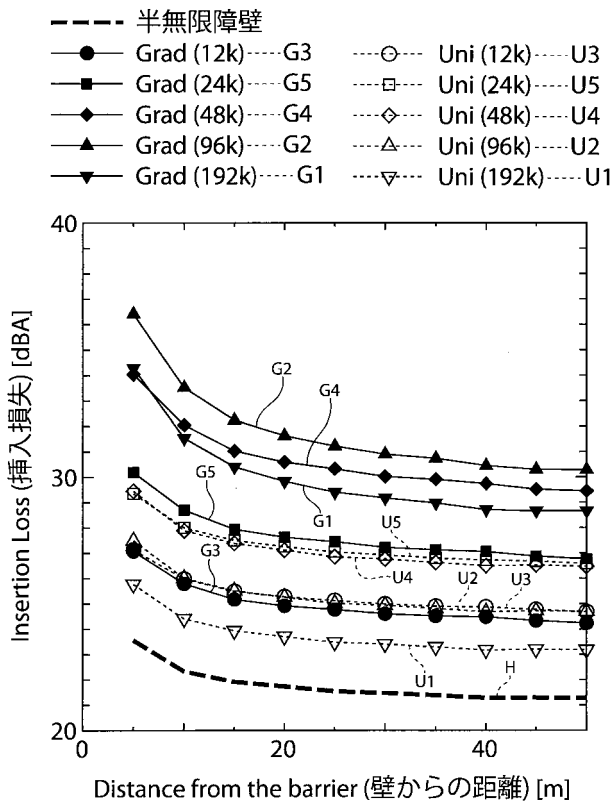 半無限障壁
Grad (12k)-----G3
Grad (24k)-----G5
Grad (48k)-----G4
Grad (96k)-----G2
Grad (192k)-----G1
Uni (12k)-----U3
Uni (24k)-----U5
Uni (48k)-----U4
Uni (96k)-----U2
Uni (192k)-----U1
Insertion Loss (挿入損失) [dBA]
40
30
20
G2
G4
G5
G1
U5
G3
U4
U2
U3
U1
H
0
20
40
Distance from the barrier (壁からの距離) [m]